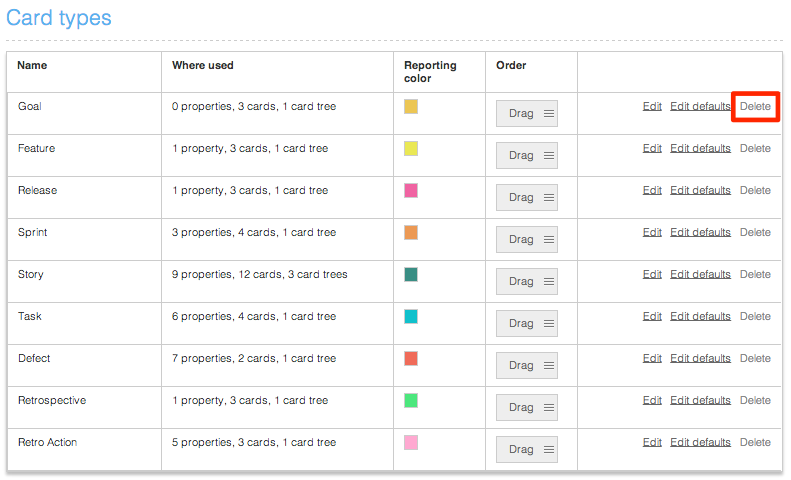 Card types
Name Where used Reporting color Order
Goal 0 properties, 3 cards, 1 card tree Drag Edit Edit defaults Delete
Feature 1 property, 3 cards, 1 card tree Drag Edit Edit defaults Delete
Release 1 property, 3 cards, 1 card tree Drag Edit Edit defaults Delete
Sprint 3 properties, 4 cards, 1 card tree Drag Edit Edit defaults Delete
Story 9 properties, 12 cards, 3 card trees Drag Edit Edit defaults Delete
Task 6 properties, 4 cards, 1 card tree Drag Edit Edit defaults Delete
Defect 7 properties, 2 cards, 1 card tree Drag Edit Edit defaults Delete
Retrospective 1 property, 3 cards, 1 card tree Drag Edit Edit defaults Delete
Retro Action 5 properties, 3 cards, 1 card tree Drag Edit Edit defaults Delete